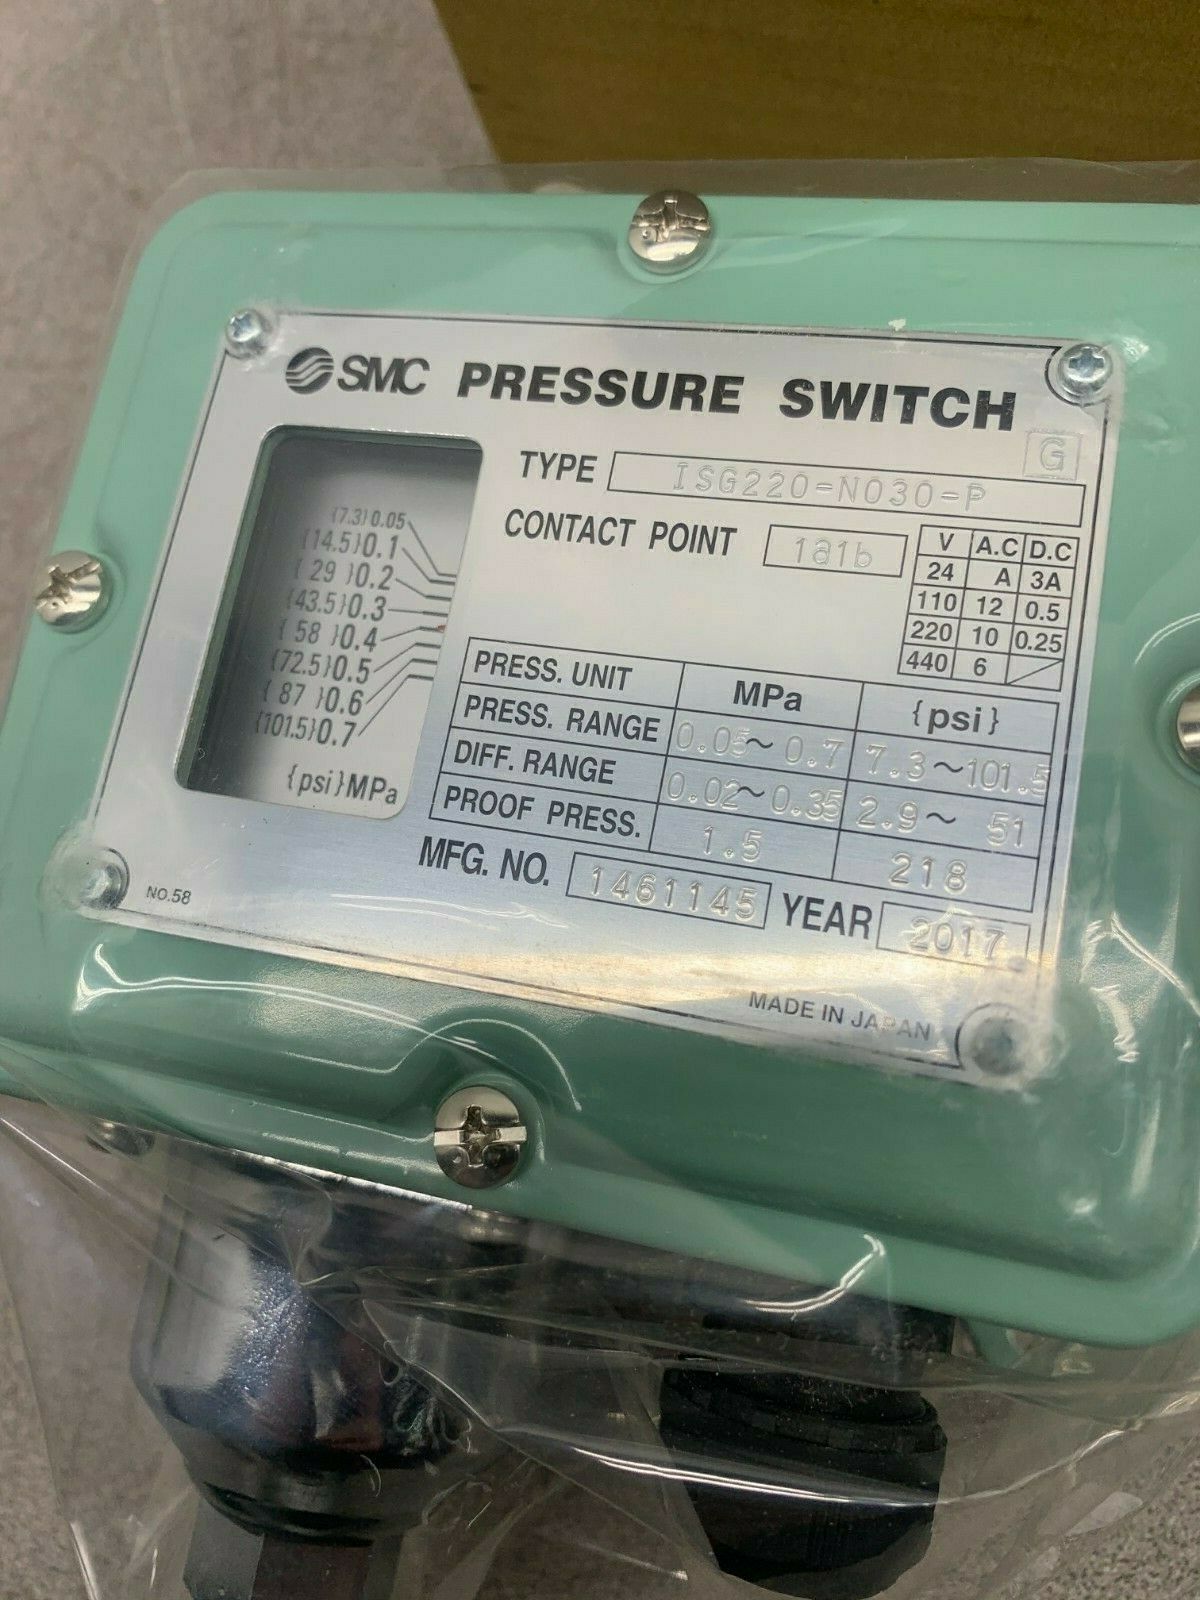 SMC PRESSURE SWITCH
G
TYPE ISG220-N030-P
CONTACT POINT 1a1b
V A.C D.C
24 A 3A
110 12 0.5
220 10 0.25
440 6
{7.3}0.05
{14.5}0.1
{ 29 }0.2
{43.5}0.3
{ 58 }0.4
{72.5}0.5
{ 87 }0.6
{101.5}0.7
{psi}MPa
PRESS. UNIT MPa {psi}
PRESS. RANGE 0.05~0.7 7.3~101.5
DIFF. RANGE 0.02~0.35 2.9~ 51
PROOF PRESS. 1.5 218
MFG. NO. 1461145 YEAR 2017
NO.58
MADE IN JAPAN